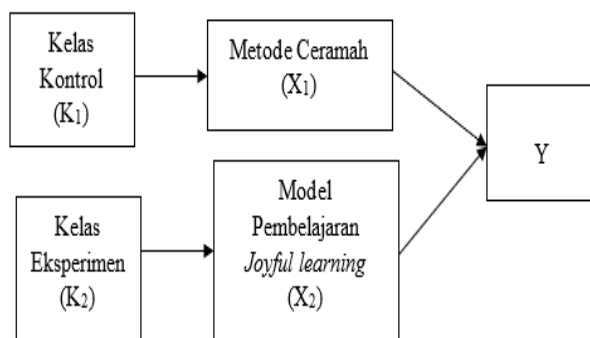 Kelas
Kontrol
(K₁)
Metode Ceramah
(X₁)
Y
Kelas
Eksperimen
(K₂)
Model
Pembelajaran
Joyful learning
(X₂)